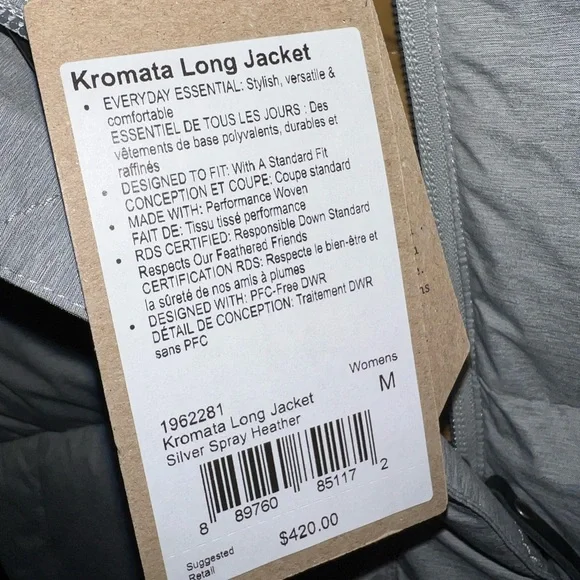 Kromata Long Jacket
• EVERYDAY ESSENTIAL: Stylish, versatile &
comfortable
ESSENTIEL DE TOUS LES JOURS : Des
vêtements de base polyvalents, durables et
raffinés
• DESIGNED TO FIT: With A Standard Fit
CONCEPTION ET COUPE: Coupe standard
• MADE WITH: Performance Woven
FAIT DE: Tissu tissé performance
• RDS CERTIFIED: Responsible Down Standard
Respects Our Feathered Friends
CERTIFICATION RDS: Respecte le bien-être et
la sûreté de nos amis à plumes
• DESIGNED WITH: PFC-Free DWR
DÉTAIL DE CONCEPTION: Traitement DWR
sans PFC
Womens
1962281 M
Kromata Long Jacket
Silver Spray Heather
8 89760 85117 2
$420.00
Suggested
Retail